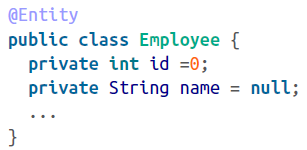 @Entity
public class Employee {
  private int id =0;
  private String name = null;
  ...
}